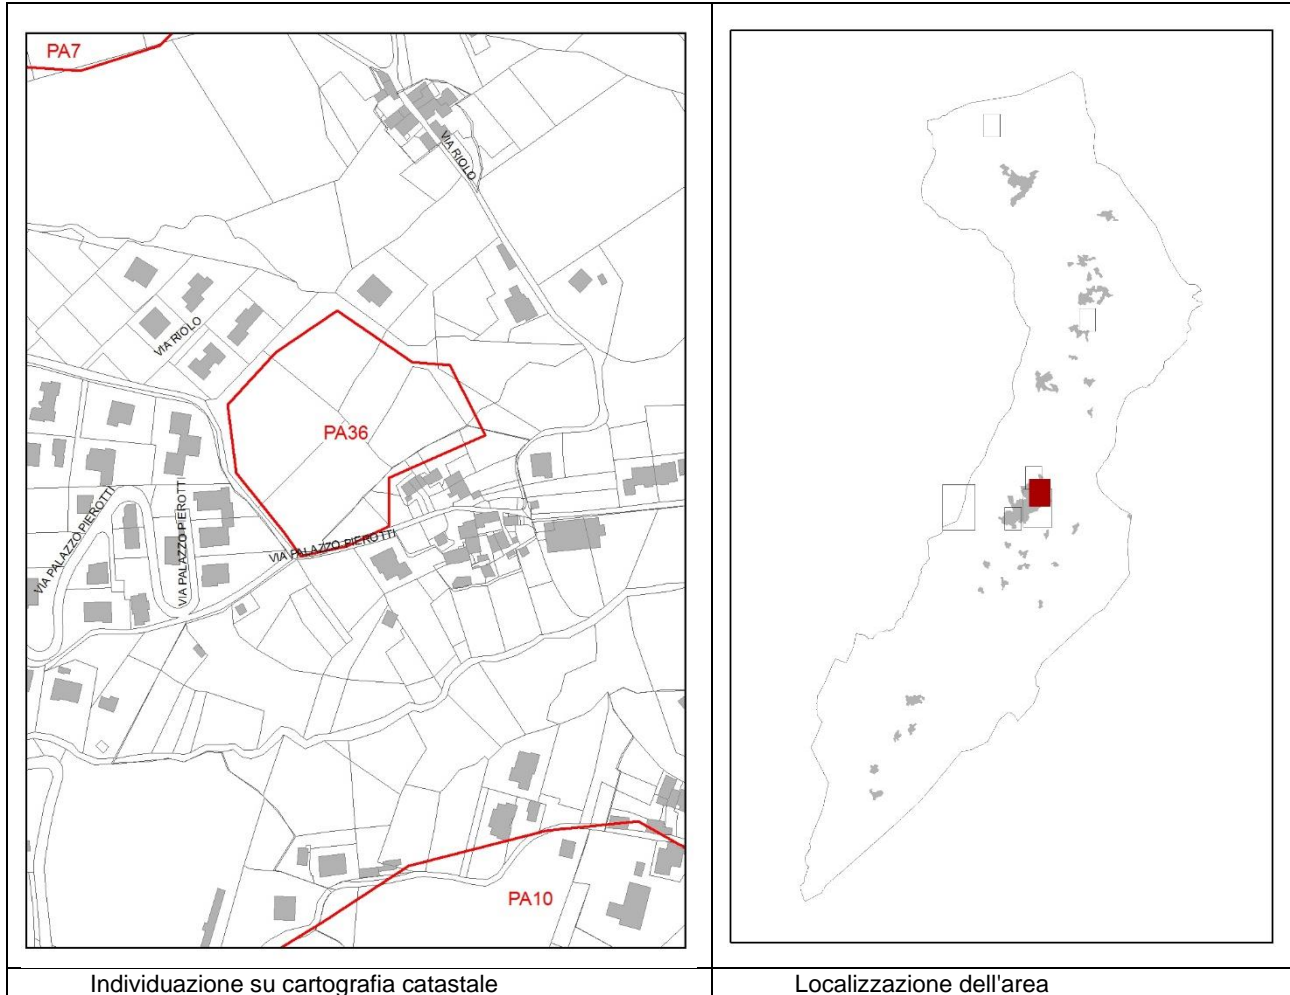 PA7
VIA RIOLO
VIA RIOLO
PA36
VIA PALAZZO PIEROTTI
VIA PALAZZO PIEROTTI
VIA PALAZZO PIEROTTI
PA10
Individuazione su cartografia catastale
Localizzazione dell'area